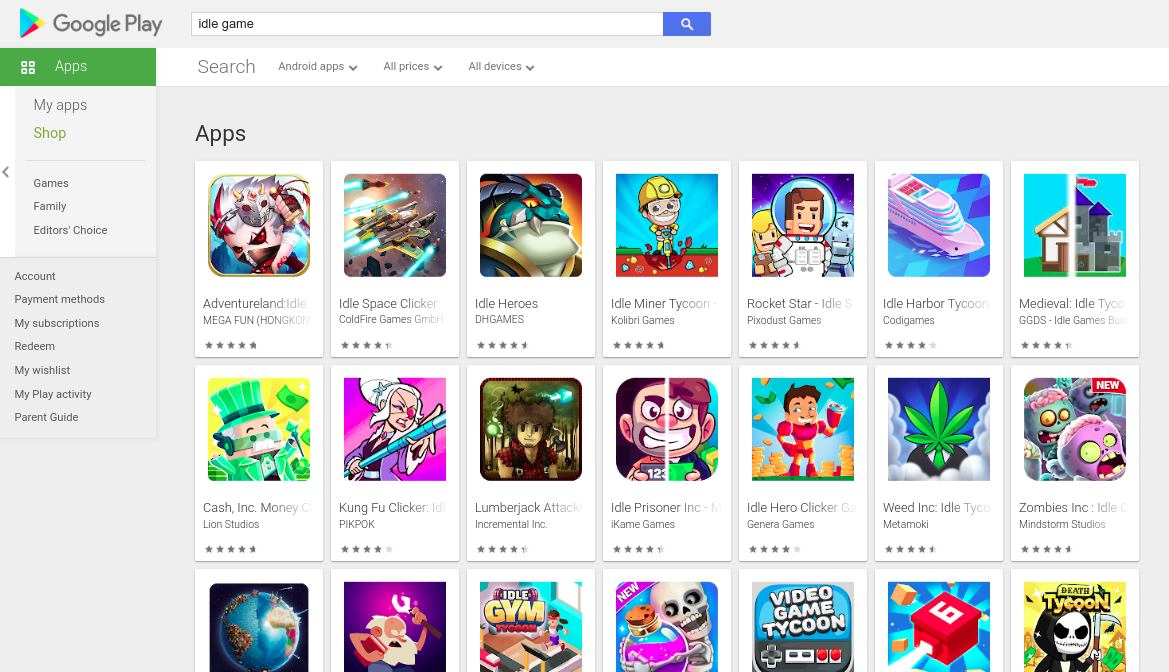 Google Play
idle game
Apps
Search
Android apps
All prices
All devices
My apps
Shop
Games
Family
Editors' Choice
Account
Payment methods
My subscriptions
Redeem
My wishlist
My Play activity
Parent Guide
Apps
Adventureland:Idle
MEGA FUN (HONGKON
Idle Space Clicker
ColdFire Games GmbH
Idle Heroes
DHGAMES
Idle Miner Tycoon -
Kolibri Games
Rocket Star - Idle S
Pixodust Games
Idle Harbor Tycoon
Codigames
Medieval: Idle Tyco
GGDS - Idle Games Bus
NEW
123
Cash, Inc. Money C
Lion Studios
Kung Fu Clicker: Idl
PIKPOK
Lumberjack Attack!
Incremental Inc.
Idle Prisoner Inc - M
iKame Games
Idle Hero Clicker Ga
Genera Games
Weed Inc: Idle Tyco
Metamoki
Zombies Inc : Idle C
Mindstorm Studios
IDLE
GYM
TYCOON
NEW
VIDEO
GAME
TYCOON
6
DEATH
TYCOON